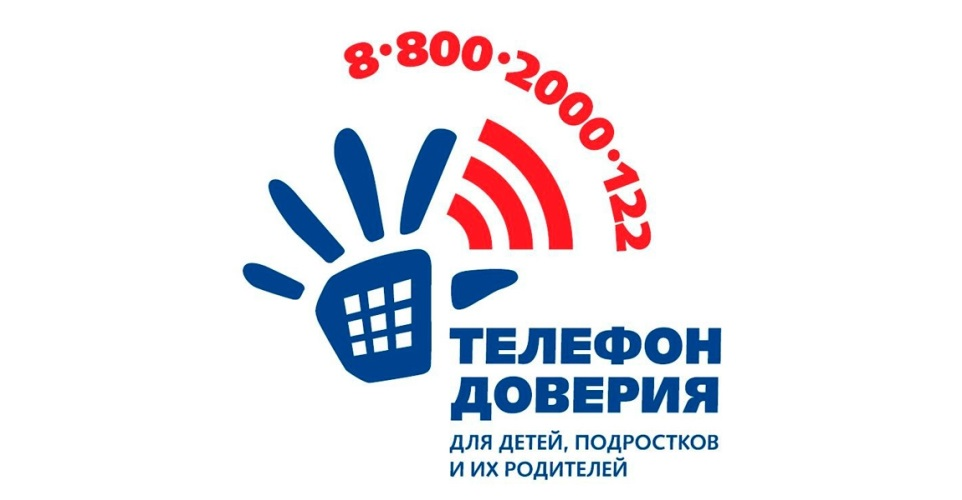 8·800·2000·122
ТЕЛЕФОН
ДОВЕРИЯ
ДЛЯ ДЕТЕЙ, ПОДРОСТКОВ
И ИХ РОДИТЕЛЕЙ